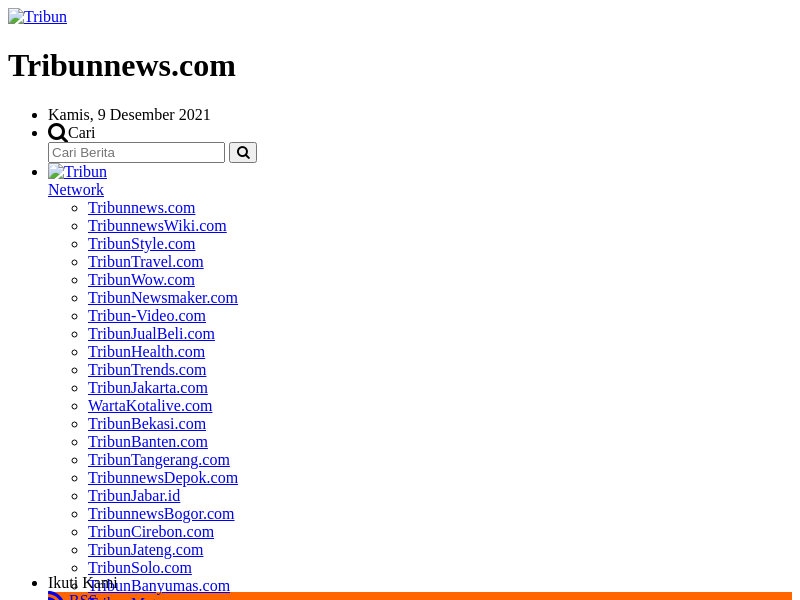 Tribun
Tribunnews.com
Kamis, 9 Desember 2021
Cari
Cari Berita
Tribun
Network
Tribunnews.com
TribunnewsWiki.com
TribunStyle.com
TribunTravel.com
TribunWow.com
TribunNewsmaker.com
Tribun-Video.com
TribunJualBeli.com
TribunHealth.com
TribunTrends.com
TribunJakarta.com
WartaKotalive.com
TribunBekasi.com
TribunBanten.com
TribunTangerang.com
TribunnewsDepok.com
TribunJabar.id
TribunnewsBogor.com
TribunCirebon.com
TribunJateng.com
TribunSolo.com
Ikuti Kami
TribunBanyumas.com
RSS